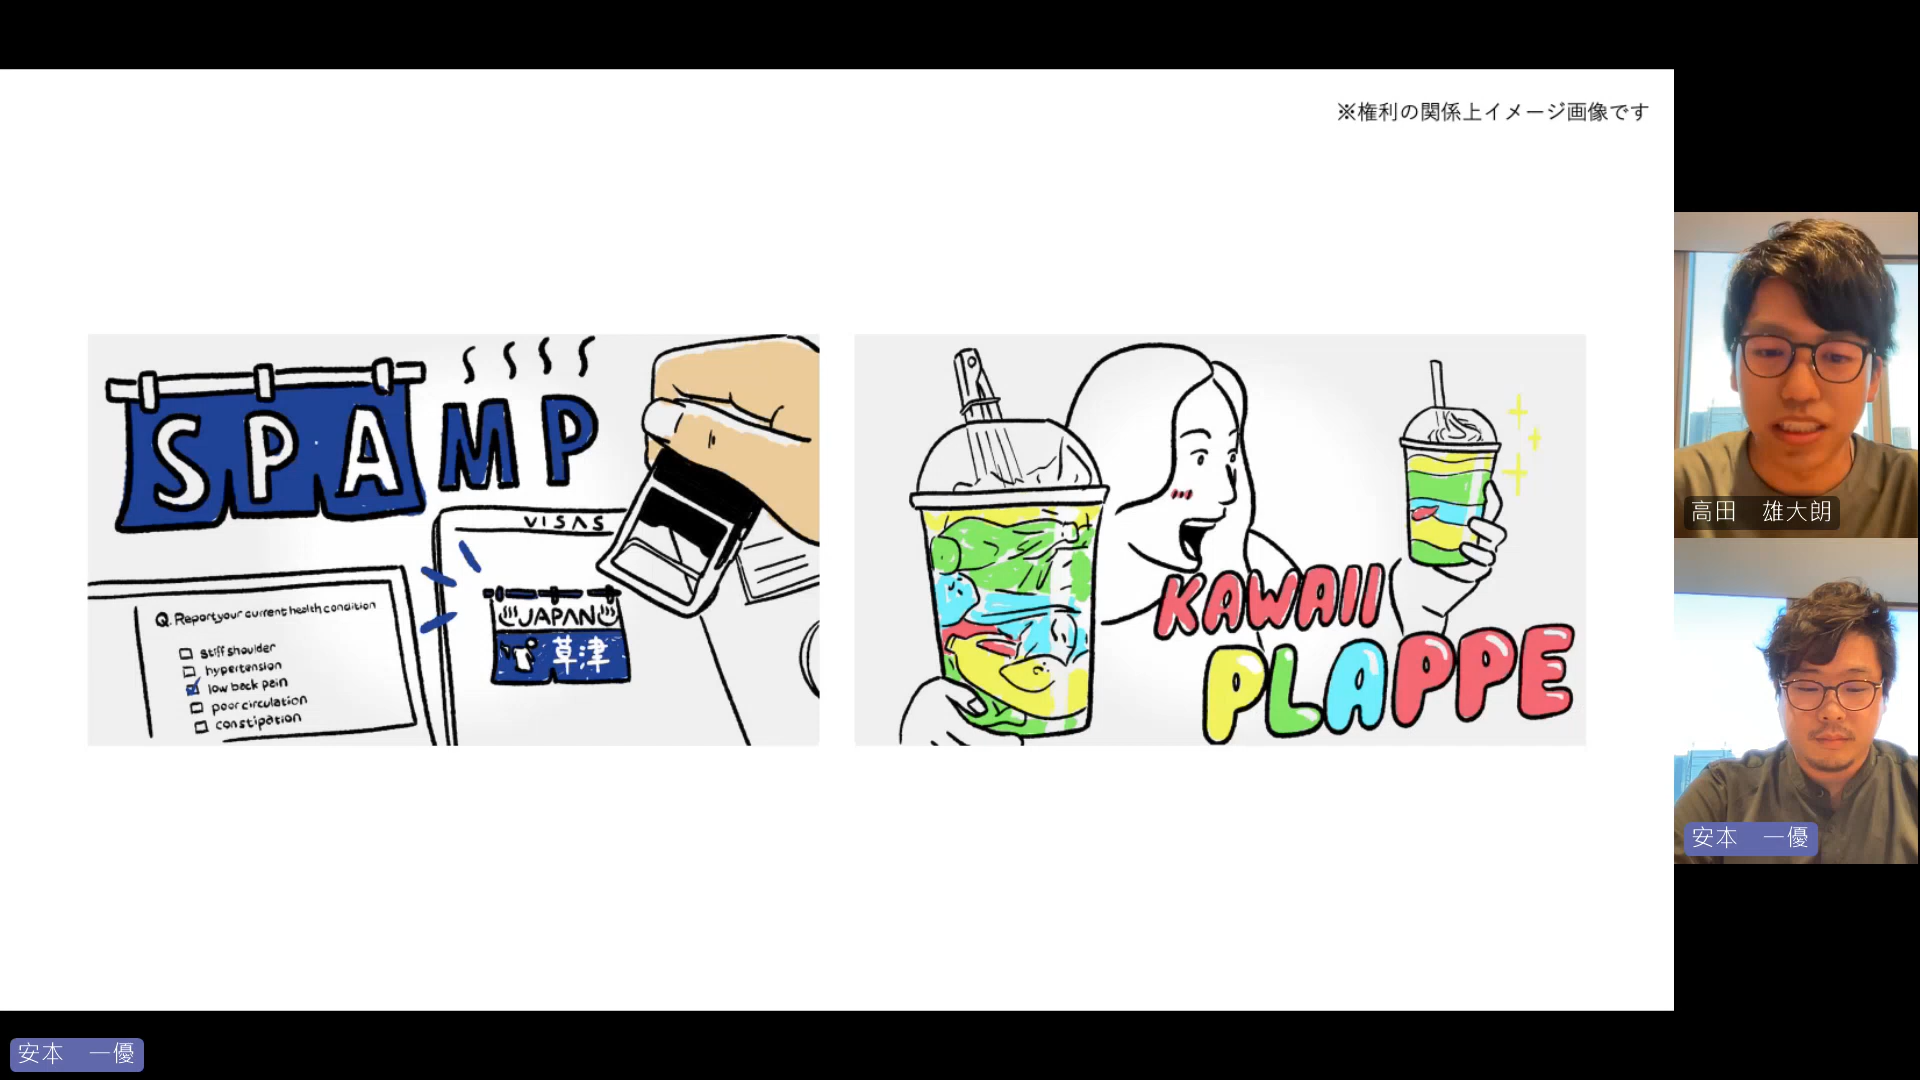 ※権利の関係上イメージ画像です
SPAMP
VISAS
Q. Report your current health condition
stiff shoulder
hypertension
low back pain
poor circulation
constipation
JAPAN
草津
KAWAII
PLAPPE
高田 雄大朗
安本 一優
安本 一優